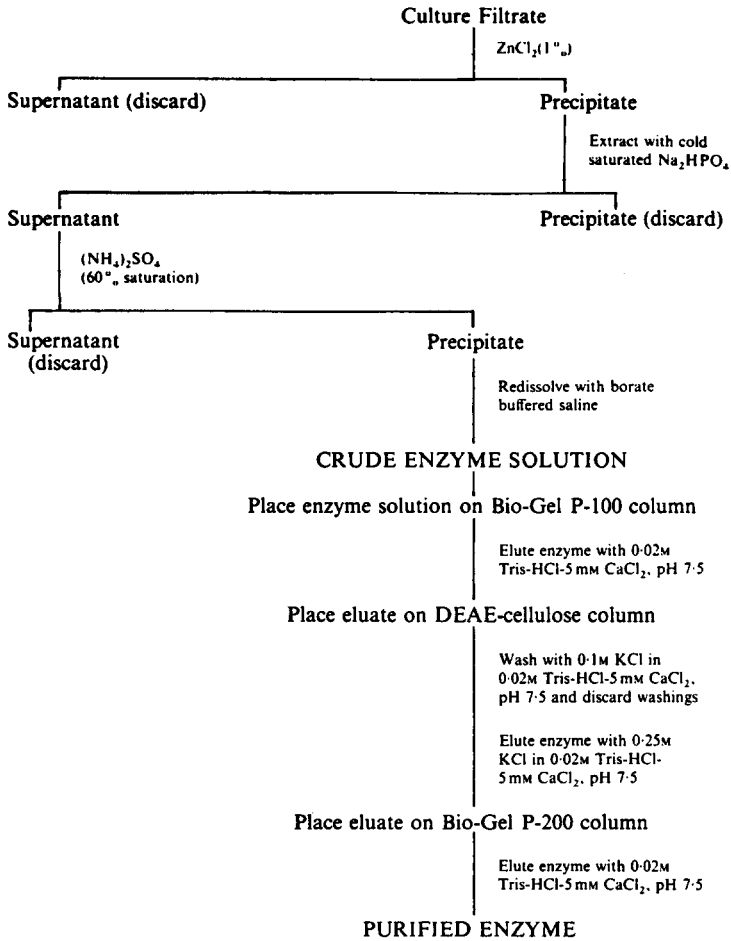 Culture Filtrate
ZnCl₂(1%)
Supernatant (discard)
Precipitate
Extract with cold
saturated Na₂HPO₄
Supernatant
Precipitate (discard)
(NH₄)₂SO₄
(60% saturation)
Supernatant
(discard)
Precipitate
Redissolve with borate
buffered saline
CRUDE ENZYME SOLUTION
Place enzyme solution on Bio-Gel P-100 column
Elute enzyme with 0·02M
Tris-HCl-5 mM CaCl₂, pH 7·5
Place eluate on DEAE-cellulose column
Wash with 0·1M KCl in
0·02M Tris-HCl-5 mM CaCl₂,
pH 7·5 and discard washings
Elute enzyme with 0·25M
KCl in 0·02M Tris-HCl-
5 mM CaCl₂, pH 7·5
Place eluate on Bio-Gel P-200 column
Elute enzyme with 0·02M
Tris-HCl-5 mM CaCl₂, pH 7·5
PURIFIED ENZYME